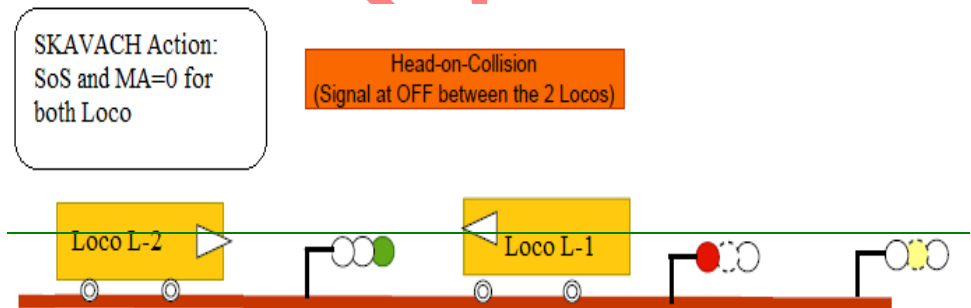 SKAVACH Action:
SoS and MA=0 for
both Loco
Head-on-Collision
(Signal at OFF between the 2 Locos)
Loco L-2
Loco L-1